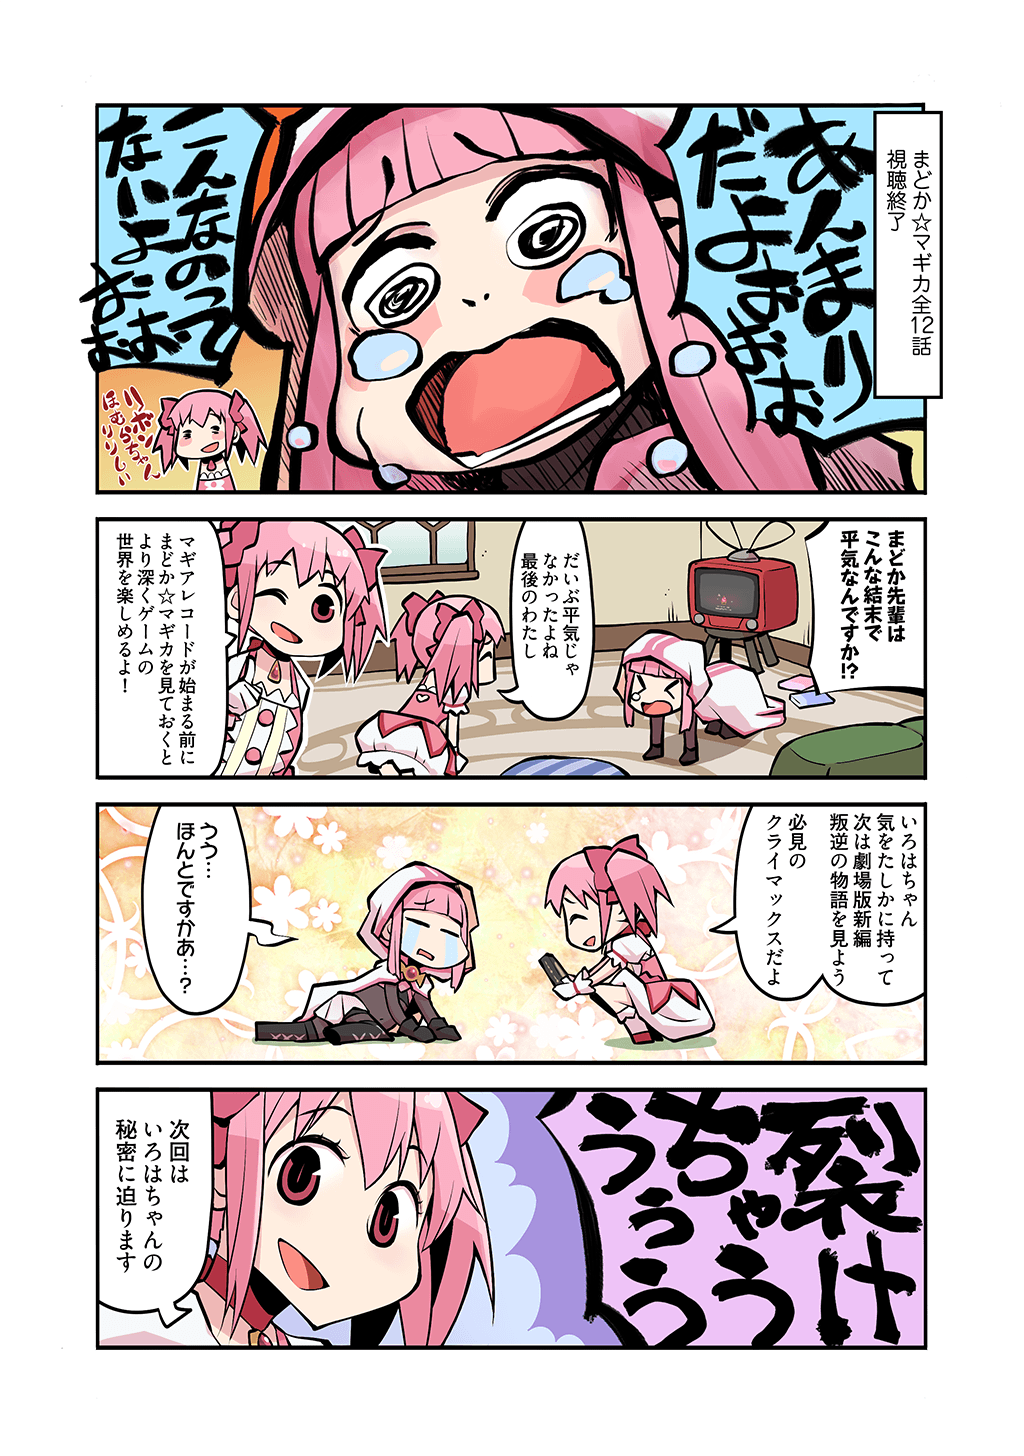 まどか☆マギカ全12話
視聴終了
あんまり
だよぉぉぉ
こんなのって
ないよぉぉ
ぉぉ
リボン
ほむらちゃん
りりしぃ
まどか先輩は
こんな結末で
平気なんですか!?
だいぶ平気じゃ
なかったよね
最後のわたし
マギアレコードが始まる前に
まどか☆マギカを見ておくと
より深くゲームの
世界を楽しめるよ!
いろはちゃん
気をたしかに持って
次は劇場版新編
叛逆の物語を見よう
必見の
クライマックスだよ
うう…
ほんとですかあ…?
裂け
ちゃう
うぅう
次回は
いろはちゃんの
秘密に迫ります